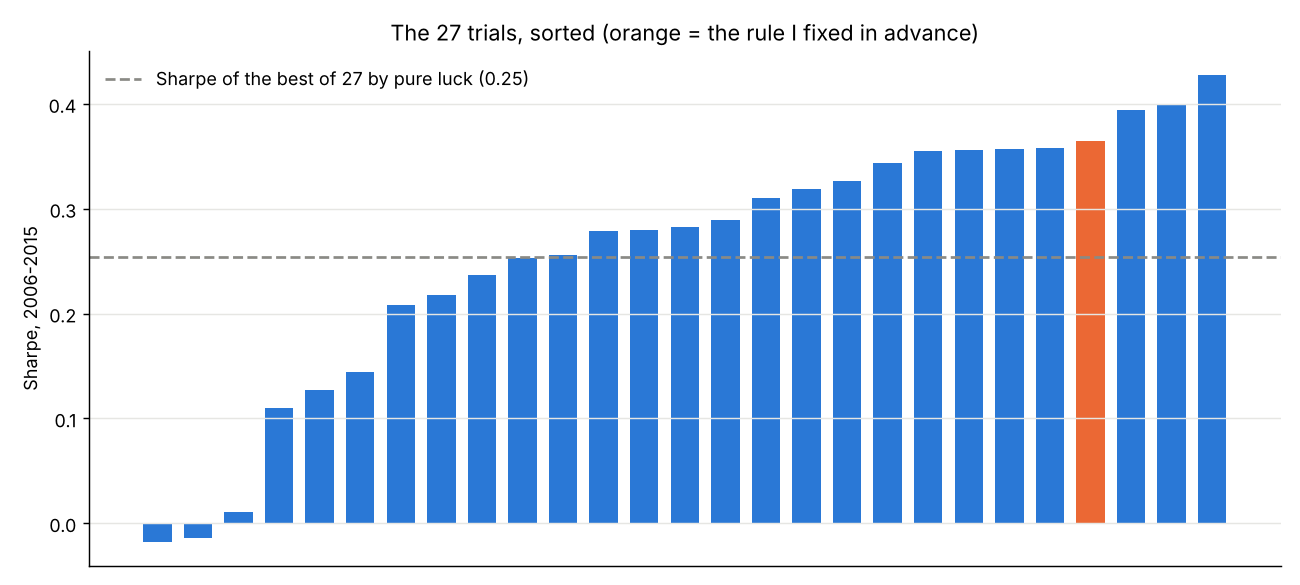 The 27 trials, sorted (orange = the rule I fixed in advance)
Sharpe of the best of 27 by pure luck (0.25)
Sharpe, 2006-2015
0.4
0.3
0.2
0.1
0.0